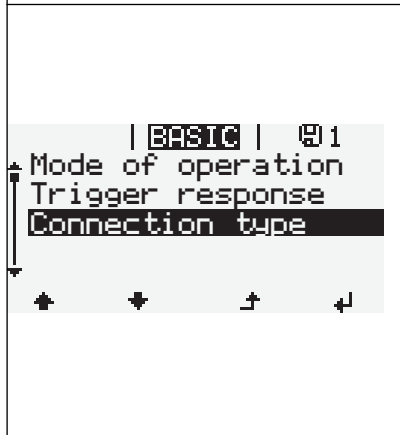 | BASIC | 1
Mode of operation
Trigger response
Connection type